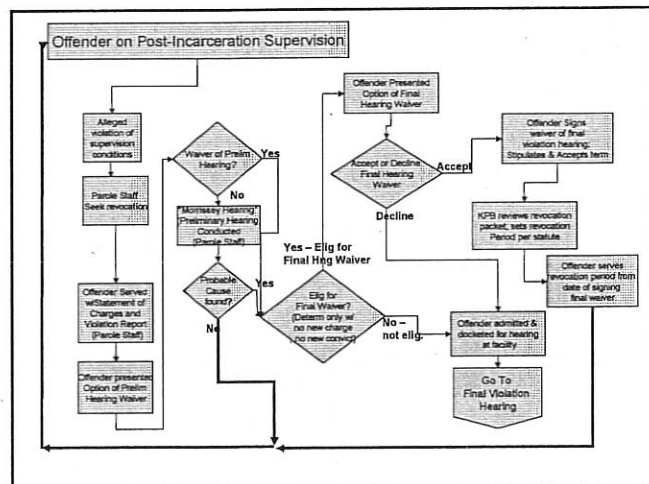 Offender on Post-Incarceration Supervision
Alleged
violation of
supervision
conditions
Parole Staff
Seek revocation
Offender Served
w/Statement of
Charges and
Violation Report
(Parole Staff)
Offender presented
Option of Prelim
Hearing Waiver
Waiver of Prelim
Hearing?
Yes
No
Morrissey Hearing/
Preliminary Hearing
Conducted
(Parole Staff)
Probable
Cause
found?
Yes
No
Elig for
Final Waiver?
(Determ only w/
no new charge
no new convict)
Yes – Elig for
Final Hng Waiver
No –
not elig.
Offender Presented
Option of Final
Hearing Waiver
Accept or Decline
Final Hearing
Waiver
Accept
Decline
Offender Signs
waiver of final
violation hearing;
Stipulates & Accepts term
KPB reviews revocation
packet, sets revocation
Period per statute
Offender serves
revocation period from
date of signing
final waiver.
Offender admitted &
docketed for hearing
at facility
Go To
Final Violation
Hearing